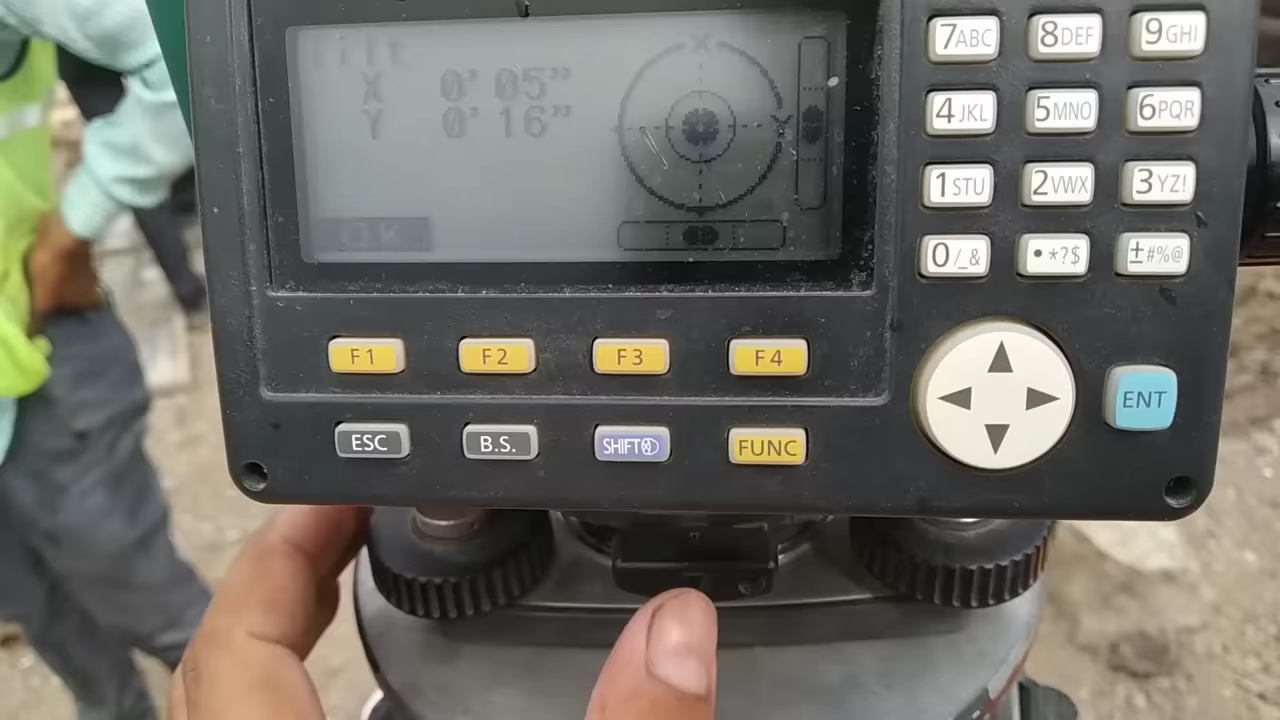 Tilt
X 0' 05"
Y 0' 16"
X
Y
OK
7ABC 8DEF 9GHI
4JKL 5MNO 6PQR
1STU 2VWX 3YZ!
0/_& •*?$ ±#%@
F1 F2 F3 F4
ESC B.S. SHIFT FUNC
ENT